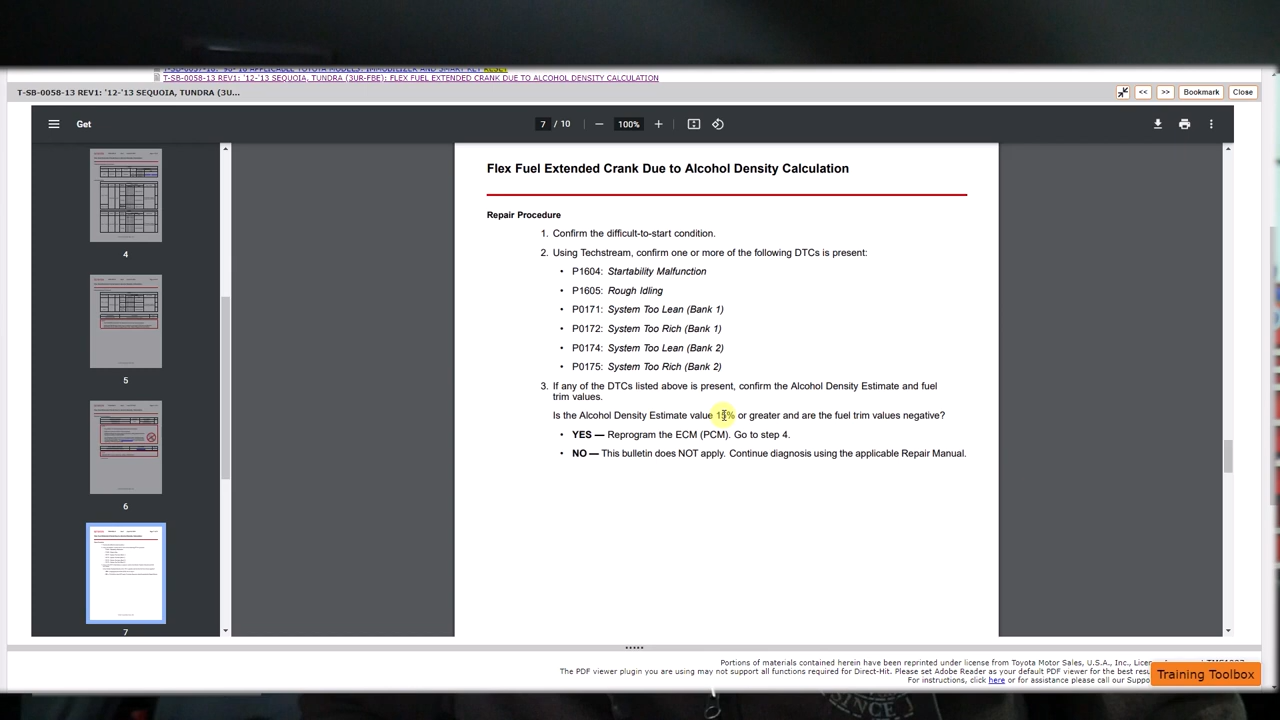 T-SB-0058-13 REV1: '12-'13 SEQUOIA, TUNDRA (3UR-FBE): FLEX FUEL EXTENDED CRANK DUE TO ALCOHOL DENSITY CALCULATION
T-SB-0058-13 REV1: '12-'13 SEQUOIA, TUNDRA (3U...
<< >> Bookmark Close
Get
7 / 10
100%
4
5
6
7
Flex Fuel Extended Crank Due to Alcohol Density Calculation
Repair Procedure
1. Confirm the difficult-to-start condition.
2. Using Techstream, confirm one or more of the following DTCs is present:
• P1604: Startability Malfunction
• P1605: Rough Idling
• P0171: System Too Lean (Bank 1)
• P0172: System Too Rich (Bank 1)
• P0174: System Too Lean (Bank 2)
• P0175: System Too Rich (Bank 2)
3. If any of the DTCs listed above is present, confirm the Alcohol Density Estimate and fuel
trim values.
Is the Alcohol Density Estimate value or greater and are the fuel trim values negative?
• YES — Reprogram the ECM (PCM). Go to step 4.
• NO — This bulletin does NOT apply. Continue diagnosis using the applicable Repair Manual.
Portions of materials contained herein have been reprinted under license from Toyota Motor Sales, U.S.A., Inc.,
The PDF viewer plugin you are using may not support all functions required for Direct-Hit. Please set Adobe Reader as your default PDF viewer for the best
For instructions, click here or for assistance please call our
Training Toolbox
SINCE